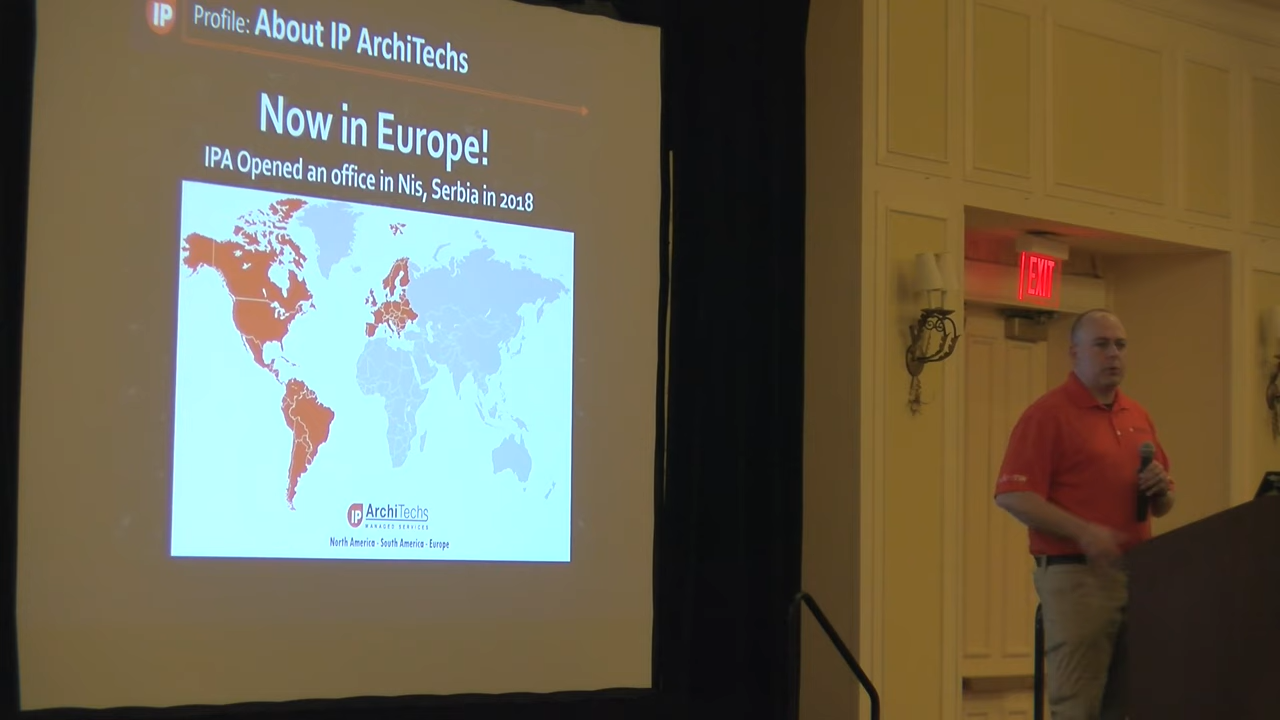 IP
Profile: About IP ArchiTechs
Now in Europe!
IPA Opened an office in Nis, Serbia in 2018
IP ArchiTechs
MANAGED SERVICES
North America - South America - Europe
EXIT